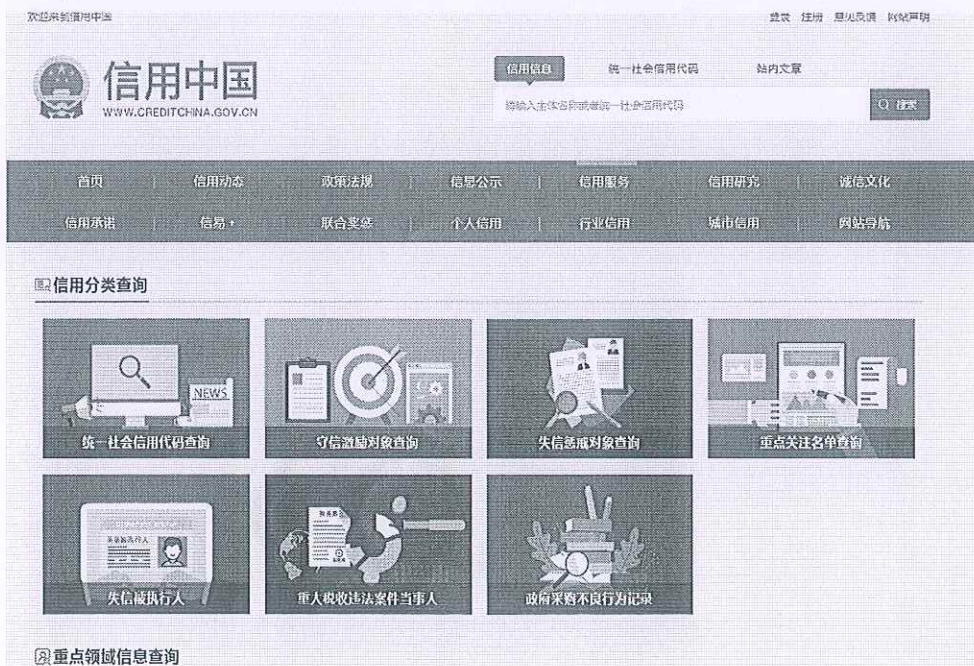 欢迎来到信用中国
登录 注册 意见反馈 网站声明
信用中国
WWW.CREDITCHINA.GOV.CN
信用信息 统一社会信用代码 站内文章
请输入主体名称或者统一社会信用代码 搜索
首页 信用动态 政策法规 信息公示 信用服务 信用研究 诚信文化
信用承诺 信易+ 联合奖惩 个人信用 行业信用 城市信用 网站导航
信用分类查询
NEWS
统一社会信用代码查询 守信激励对象查询 失信惩戒对象查询 重点关注名单查询
失信被执行人 重大税收违法案件当事人 政府采购不良行为记录
重点领域信息查询